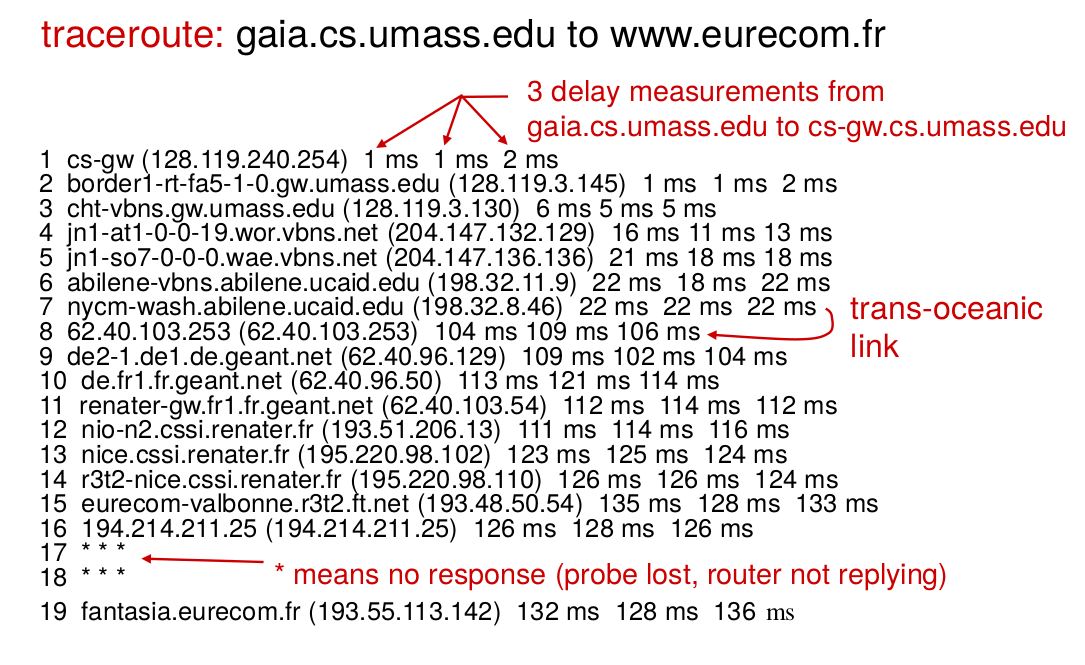 traceroute: gaia.cs.umass.edu to www.eurecom.fr
3 delay measurements from
gaia.cs.umass.edu to cs-gw.cs.umass.edu
1 cs-gw (128.119.240.254) 1 ms 1 ms 2 ms
2 border1-rt-fa5-1-0.gw.umass.edu (128.119.3.145) 1 ms 1 ms 2 ms
3 cht-vbns.gw.umass.edu (128.119.3.130) 6 ms 5 ms 5 ms
4 jn1-at1-0-0-19.wor.vbns.net (204.147.132.129) 16 ms 11 ms 13 ms
5 jn1-so7-0-0-0.wae.vbns.net (204.147.136.136) 21 ms 18 ms 18 ms
6 abilene-vbns.abilene.ucaid.edu (198.32.11.9) 22 ms 18 ms 22 ms
7 nycm-wash.abilene.ucaid.edu (198.32.8.46) 22 ms 22 ms 22 ms
trans-oceanic
link
8 62.40.103.253 (62.40.103.253) 104 ms 109 ms 106 ms
9 de2-1.de1.de.geant.net (62.40.96.129) 109 ms 102 ms 104 ms
10 de.fr1.fr.geant.net (62.40.96.50) 113 ms 121 ms 114 ms
11 renater-gw.fr1.fr.geant.net (62.40.103.54) 112 ms 114 ms 112 ms
12 nio-n2.cssi.renater.fr (193.51.206.13) 111 ms 114 ms 116 ms
13 nice.cssi.renater.fr (195.220.98.102) 123 ms 125 ms 124 ms
14 r3t2-nice.cssi.renater.fr (195.220.98.110) 126 ms 126 ms 124 ms
15 eurecom-valbonne.r3t2.ft.net (193.48.50.54) 135 ms 128 ms 133 ms
16 194.214.211.25 (194.214.211.25) 126 ms 128 ms 126 ms
17 * * *
18 * * *
* means no response (probe lost, router not replying)
19 fantasia.eurecom.fr (193.55.113.142) 132 ms 128 ms 136 ms